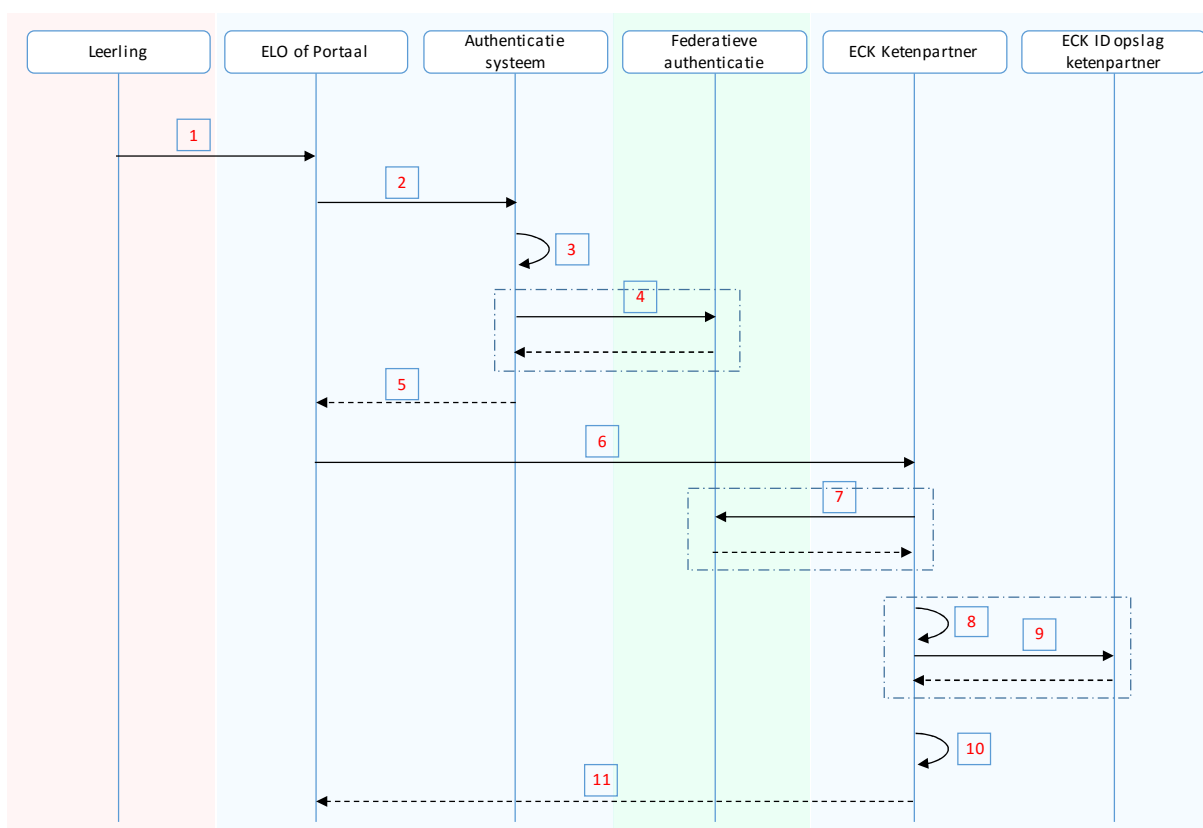 Leerling
ELO of Portaal
Authenticatie
systeem
Federatieve
authenticatie
ECK Ketenpartner
ECK ID opslag
ketenpartner
1
2
3
4
5
6
7
8
9
10
11